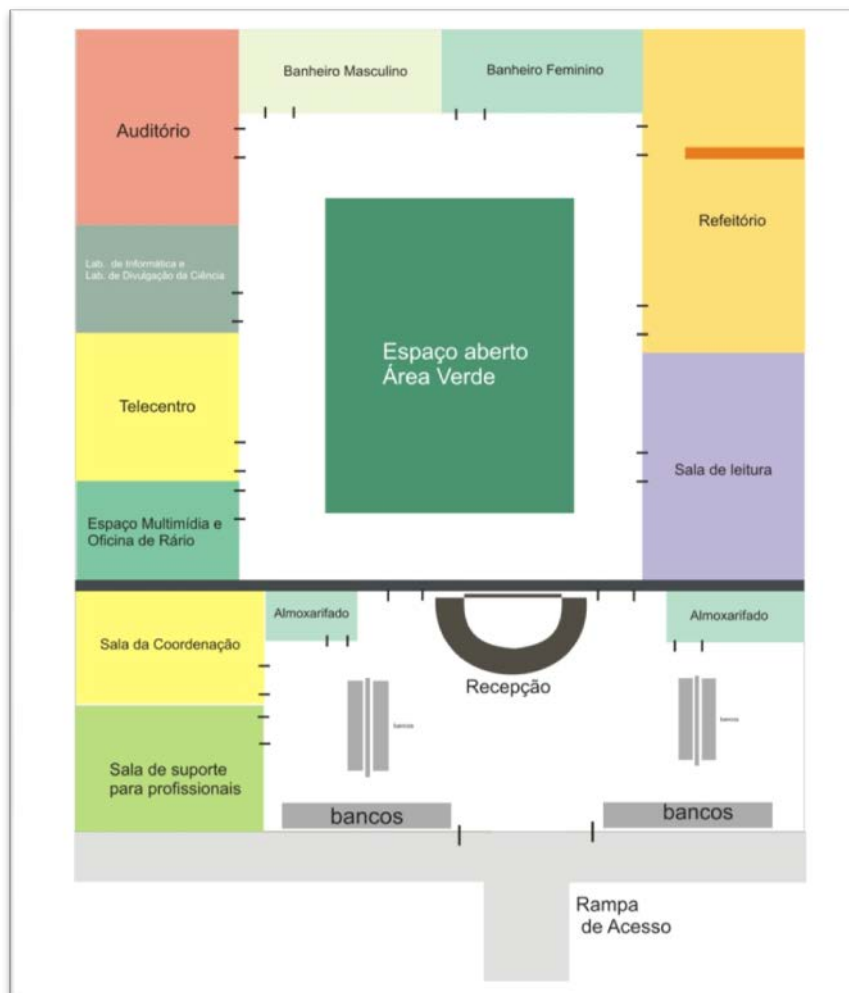 Banheiro Masculino
Banheiro Feminino
Auditório
Refeitório
Lab. de Informática e
Lab. de Divulgação da Ciência
Espaço aberto
Área Verde
Telecentro
Sala de leitura
Espaço Multimídia e
Oficina de Rário
Almoxarifado
Almoxarifado
Sala da Coordenação
Recepção
bancos
bancos
Sala de suporte
para profissionais
bancos
bancos
Rampa
de Acesso